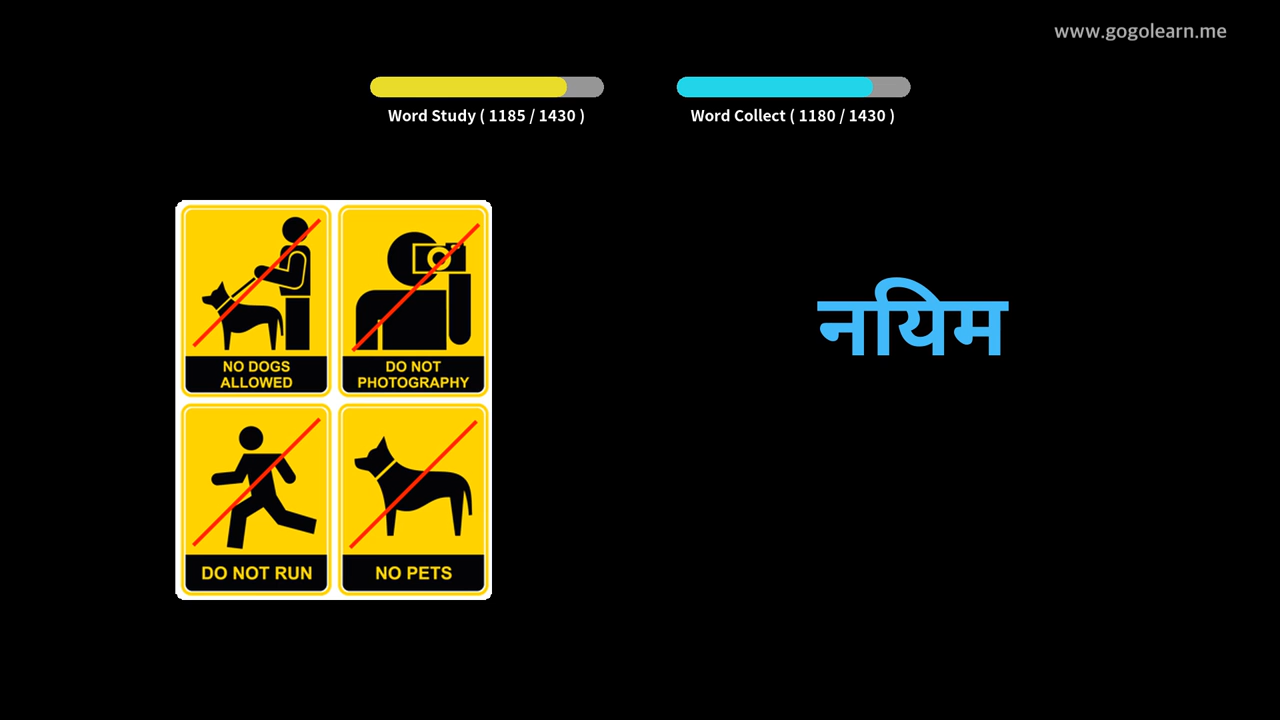 www.gogolearn.me
Word Study ( 1185 / 1430 )
Word Collect ( 1180 / 1430 )
NO DOGS
ALLOWED
DO NOT
PHOTOGRAPHY
नयिम
DO NOT RUN
NO PETS